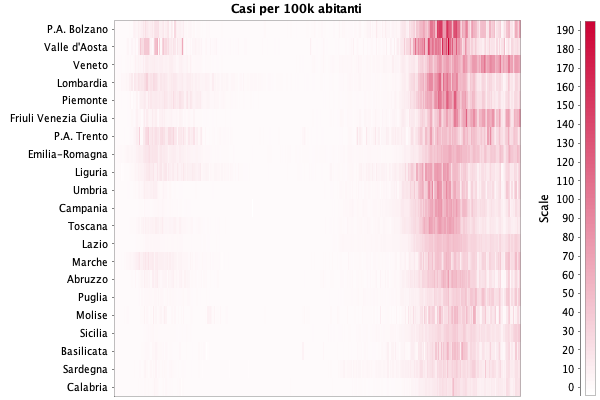 Casi per 100k abitanti
P.A. Bolzano
Valle d'Aosta
Veneto
Lombardia
Piemonte
Friuli Venezia Giulia
P.A. Trento
Emilia-Romagna
Liguria
Umbria
Campania
Toscana
Lazio
Marche
Abruzzo
Puglia
Molise
Sicilia
Basilicata
Sardegna
Calabria
Scale
190
180
170
160
150
140
130
120
110
100
90
80
70
60
50
40
30
20
10
0